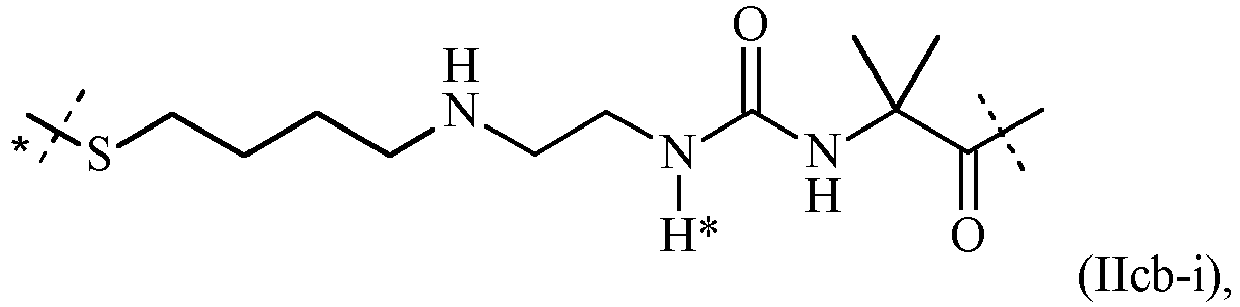 O
H
N
* S N N
H* H O
(IIcb-i),